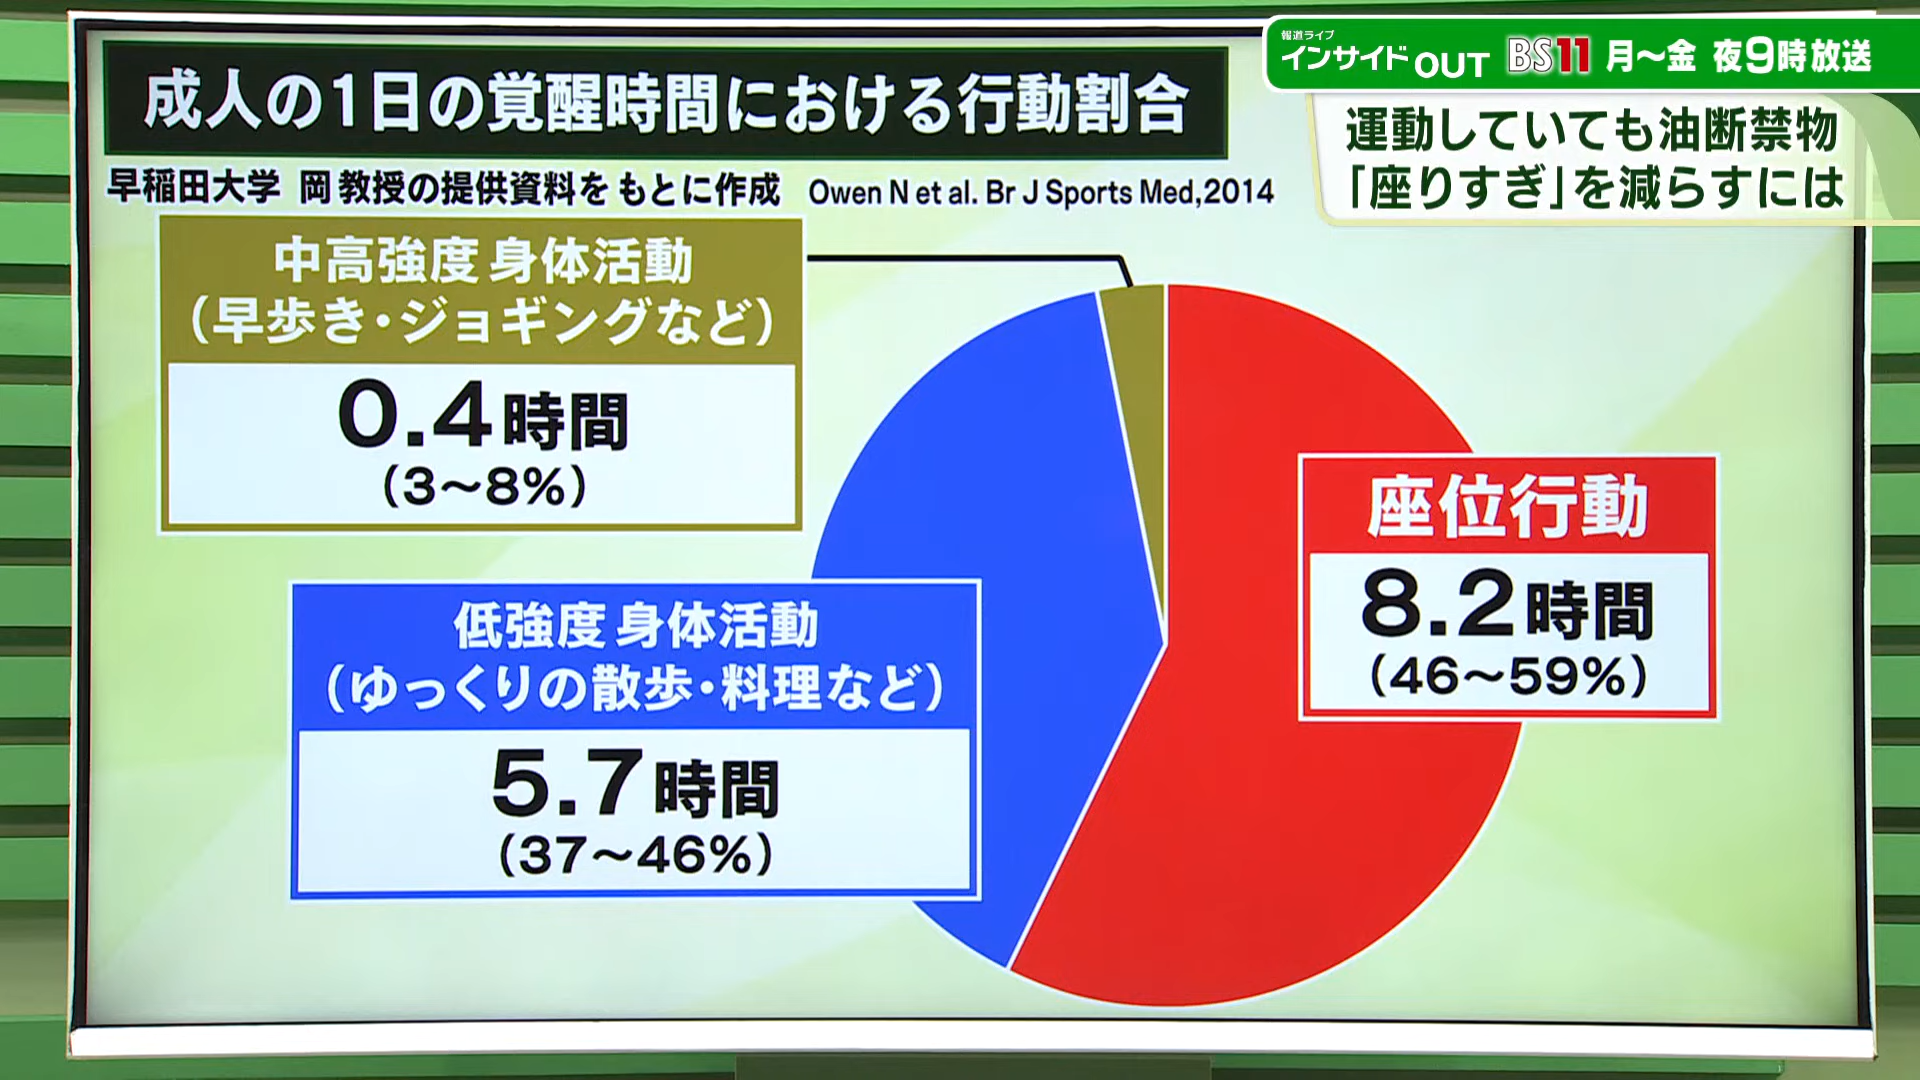 報道ライブ
インサイドOUT BS11 月～金 夜9時放送
運動していても油断禁物
「座りすぎ」を減らすには
成人の1日の覚醒時間における行動割合
早稲田大学 岡教授の提供資料をもとに作成 Owen N et al. Br J Sports Med,2014
中高強度 身体活動
（早歩き・ジョギングなど）
0.4時間
（3～8%）
座位行動
8.2時間
（46～59%）
低強度 身体活動
（ゆっくりの散歩・料理など）
5.7時間
（37～46%）